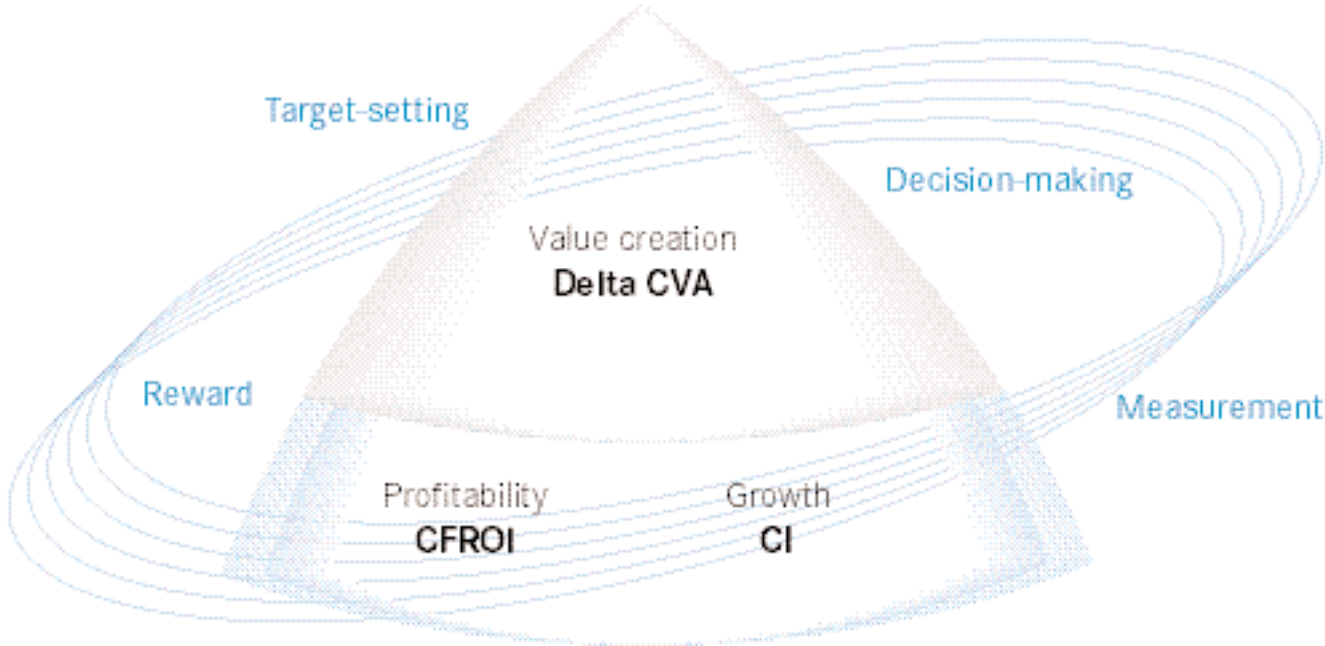 Target-setting
Decision-making
Value creation
Delta CVA
Reward
Measurement
Profitability
CFROI
Growth
CI